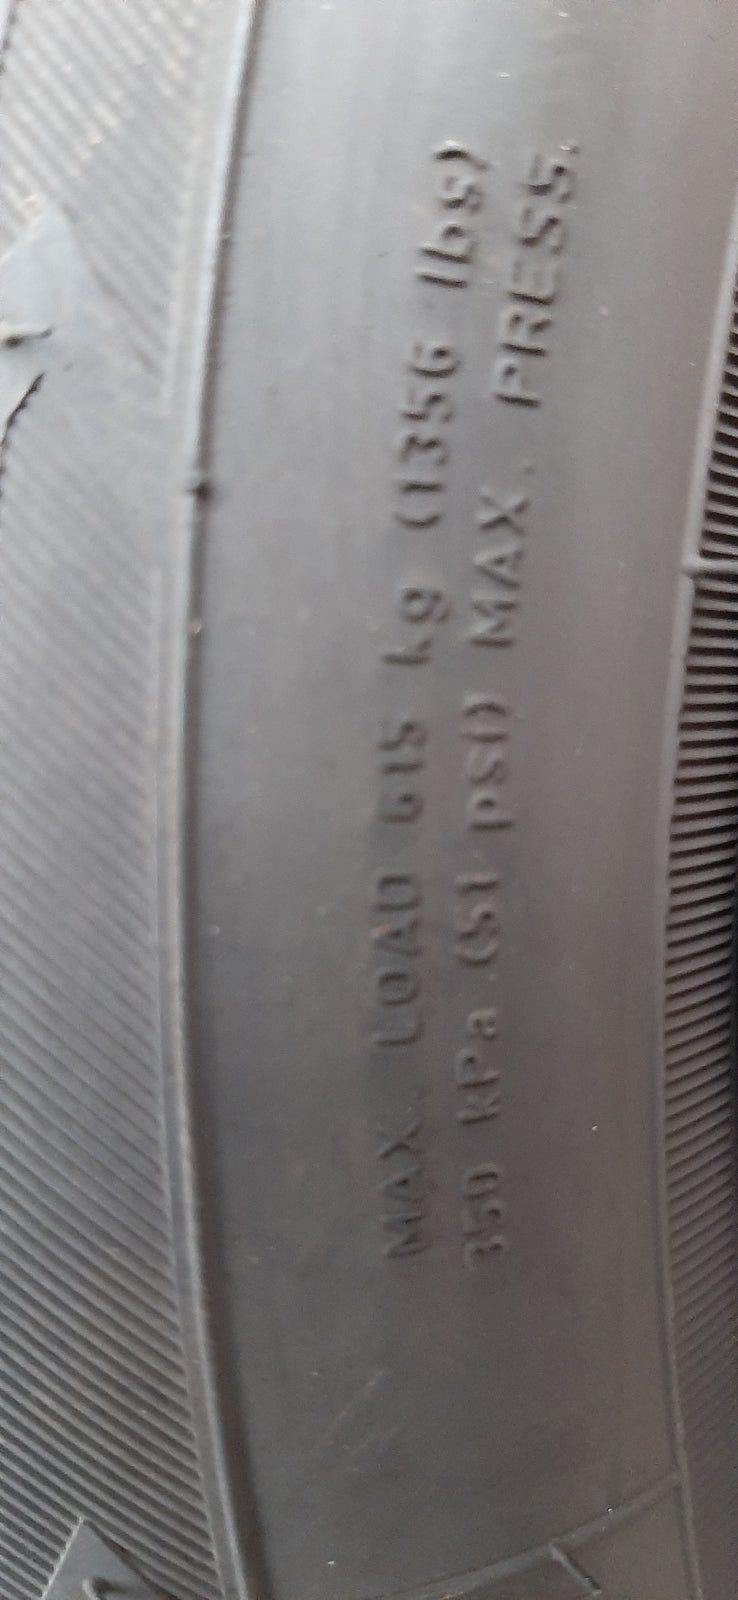 MAX. LOAD 615 kg (1356 lbs)
350 kPa (51 psi) MAX. PRESS.